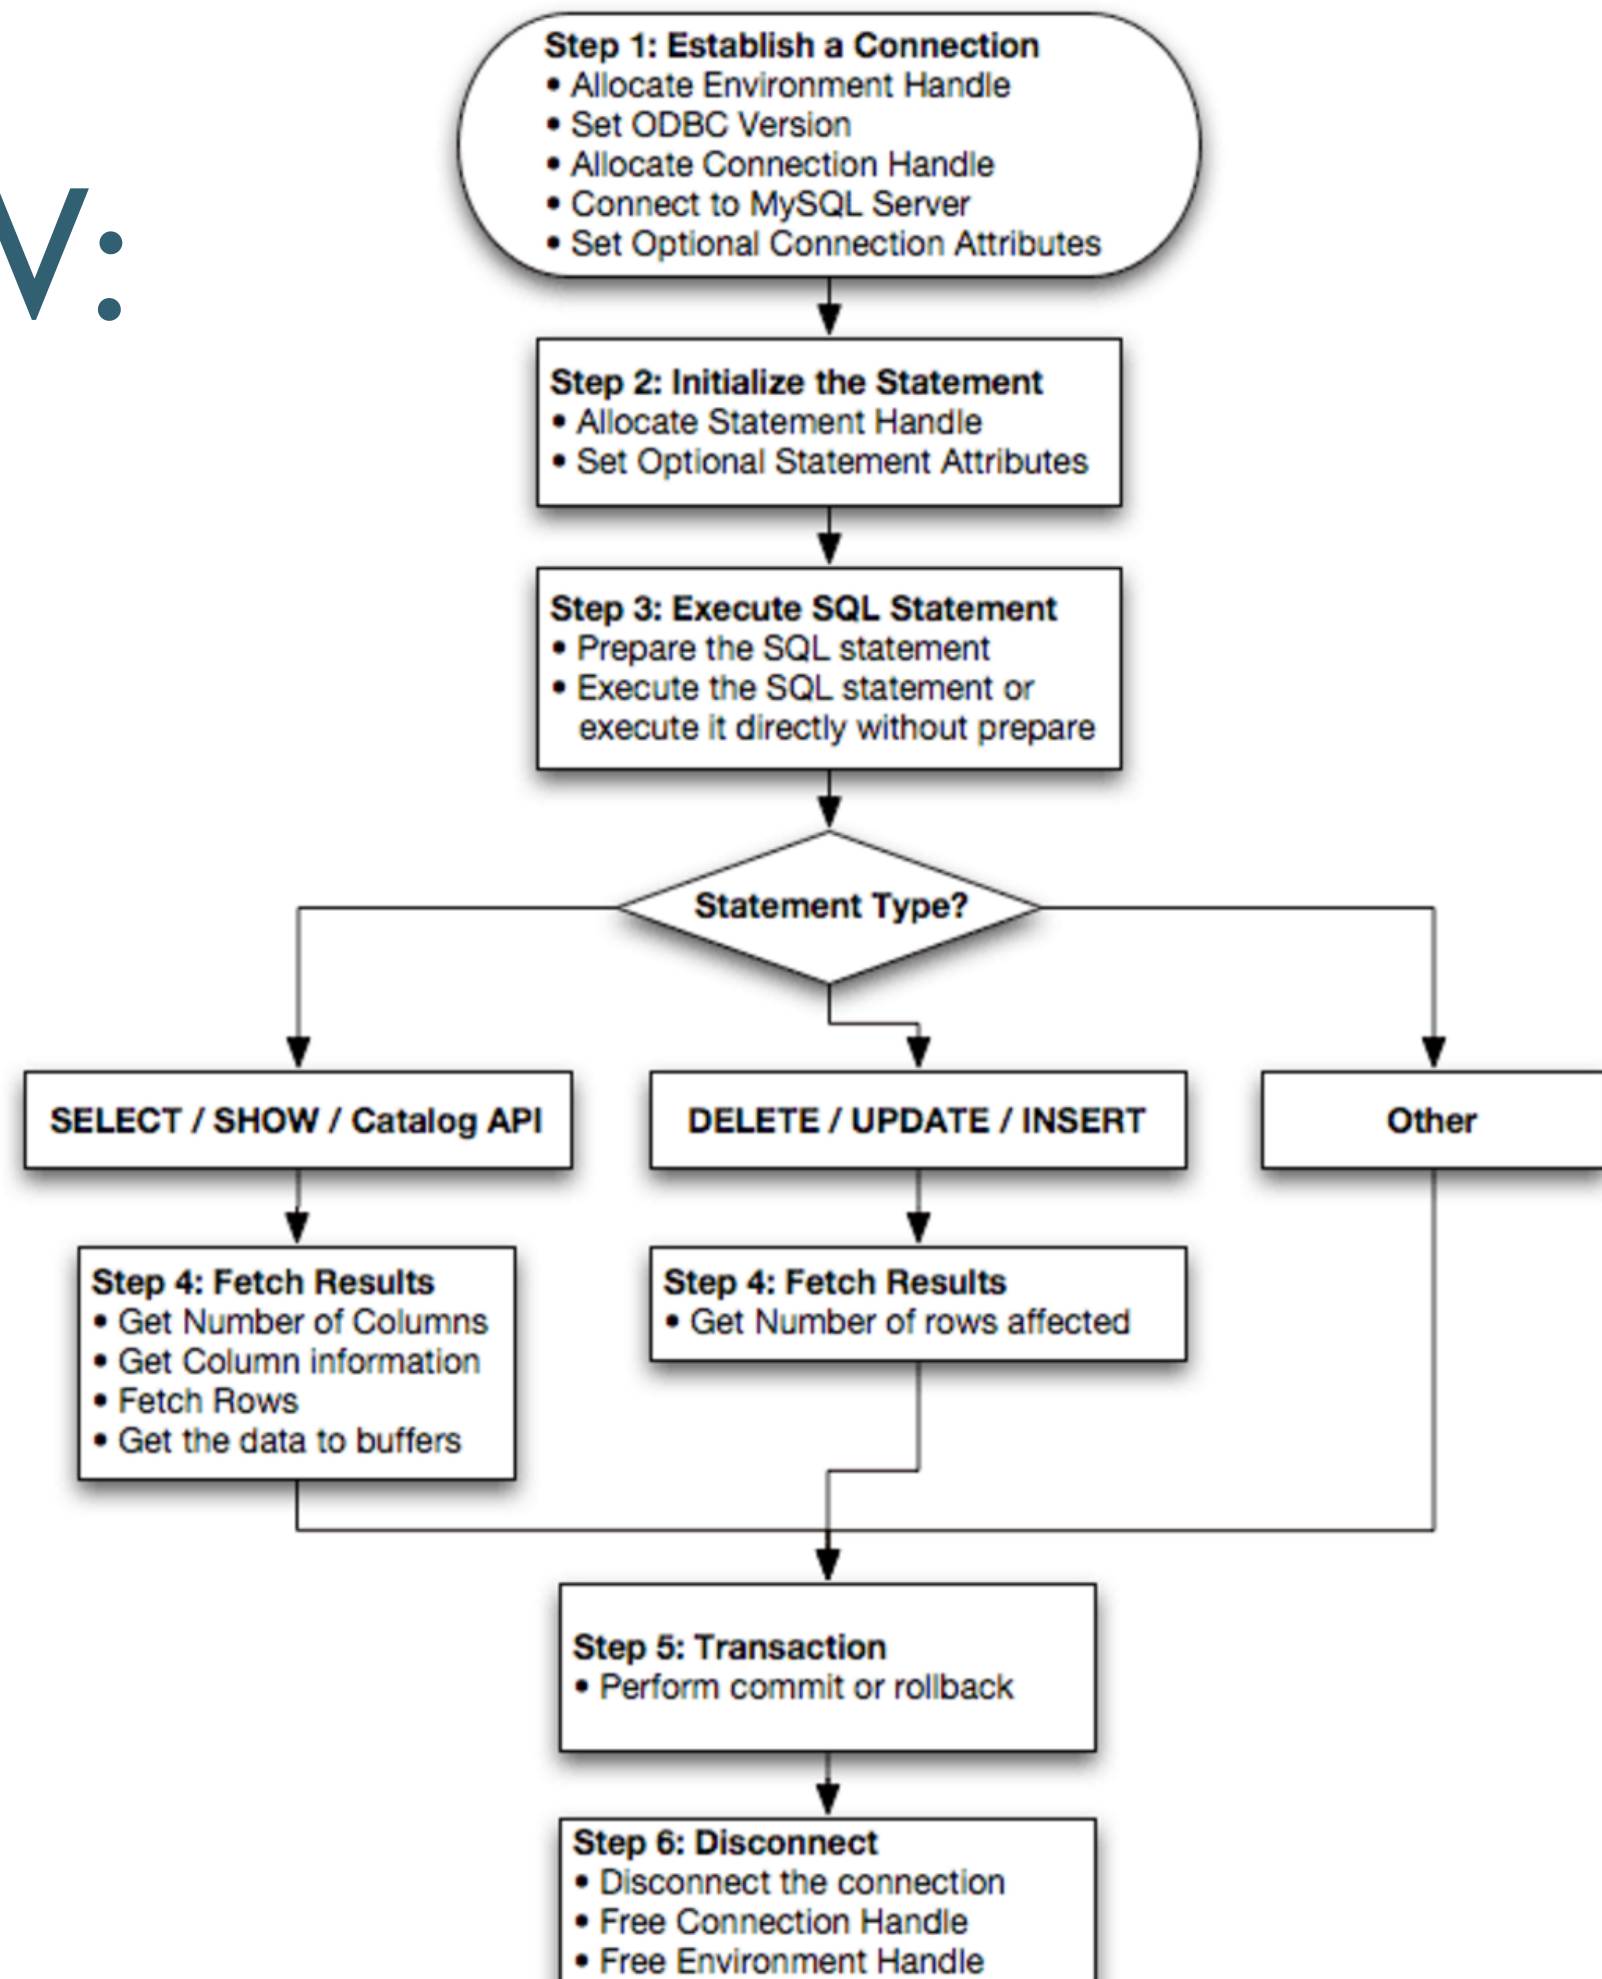 V:
Step 1: Establish a Connection
• Allocate Environment Handle
• Set ODBC Version
• Allocate Connection Handle
• Connect to MySQL Server
• Set Optional Connection Attributes
Step 2: Initialize the Statement
• Allocate Statement Handle
• Set Optional Statement Attributes
Step 3: Execute SQL Statement
• Prepare the SQL statement
• Execute the SQL statement or
execute it directly without prepare
Statement Type?
SELECT / SHOW / Catalog API
DELETE / UPDATE / INSERT
Other
Step 4: Fetch Results
• Get Number of Columns
• Get Column information
• Fetch Rows
• Get the data to buffers
Step 4: Fetch Results
• Get Number of rows affected
Step 5: Transaction
• Perform commit or rollback
Step 6: Disconnect
• Disconnect the connection
• Free Connection Handle
• Free Environment Handle